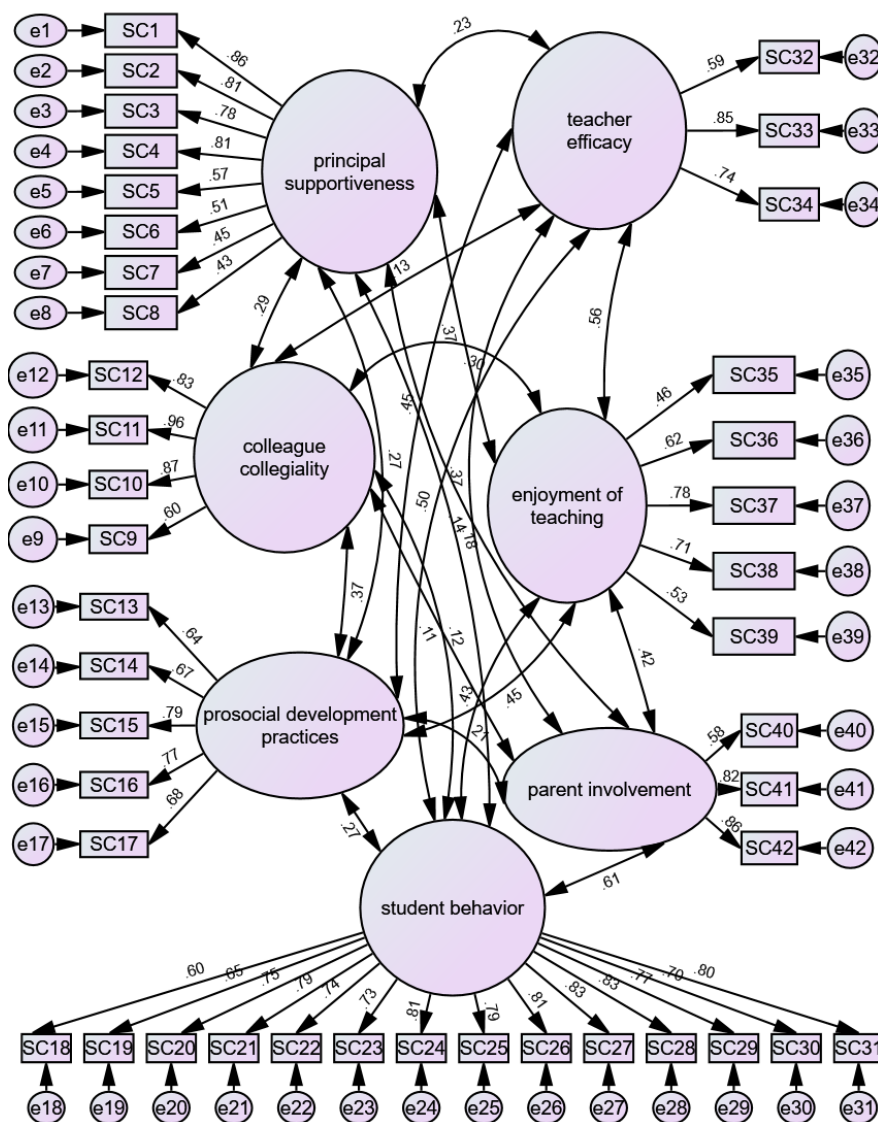 e1 SC1 .86
e2 SC2 .81
e3 SC3 .78
e4 SC4 .81
e5 SC5 .57
e6 SC6 .51
e7 SC7 .45
e8 SC8 .43
principal
supportiveness
.23
teacher
efficacy
.59 SC32 e32
.85 SC33 e33
.74 SC34 e34
.29
.13
.37
.30
.56
e12 SC12 .83
e11 SC11 .96
e10 SC10 .87
e9 SC9 .60
colleague
collegiality
.45
.27
.37
.50
.14
.18
enjoyment of
teaching
.46 SC35 e35
.62 SC36 e36
.78 SC37 e37
.71 SC38 e38
.53 SC39 e39
.37
.11
.12
.42
.43
.45
.21
e13 SC13 .64
e14 SC14 .67
e15 SC15 .79
e16 SC16 .77
e17 SC17 .68
prosocial development
practices
parent involvement
.58 SC40 e40
.82 SC41 e41
.86 SC42 e42
.27
.61
student behavior
.60 .65 .75 .79 .74 .73 .81 .79 .81 .83 .83 .77 .79 .80
SC18 SC19 SC20 SC21 SC22 SC23 SC24 SC25 SC26 SC27 SC28 SC29 SC30 SC31
e18 e19 e20 e21 e22 e23 e24 e25 e26 e27 e28 e29 e30 e31